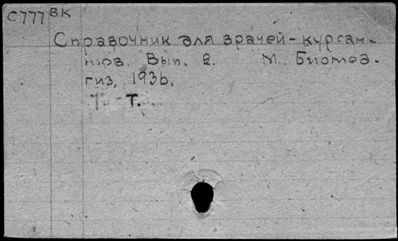 С777 ВК
Справочник для врачей-курсан-
тов. Вып. 2. М. Биомед-
гиз, 1936.
Т.